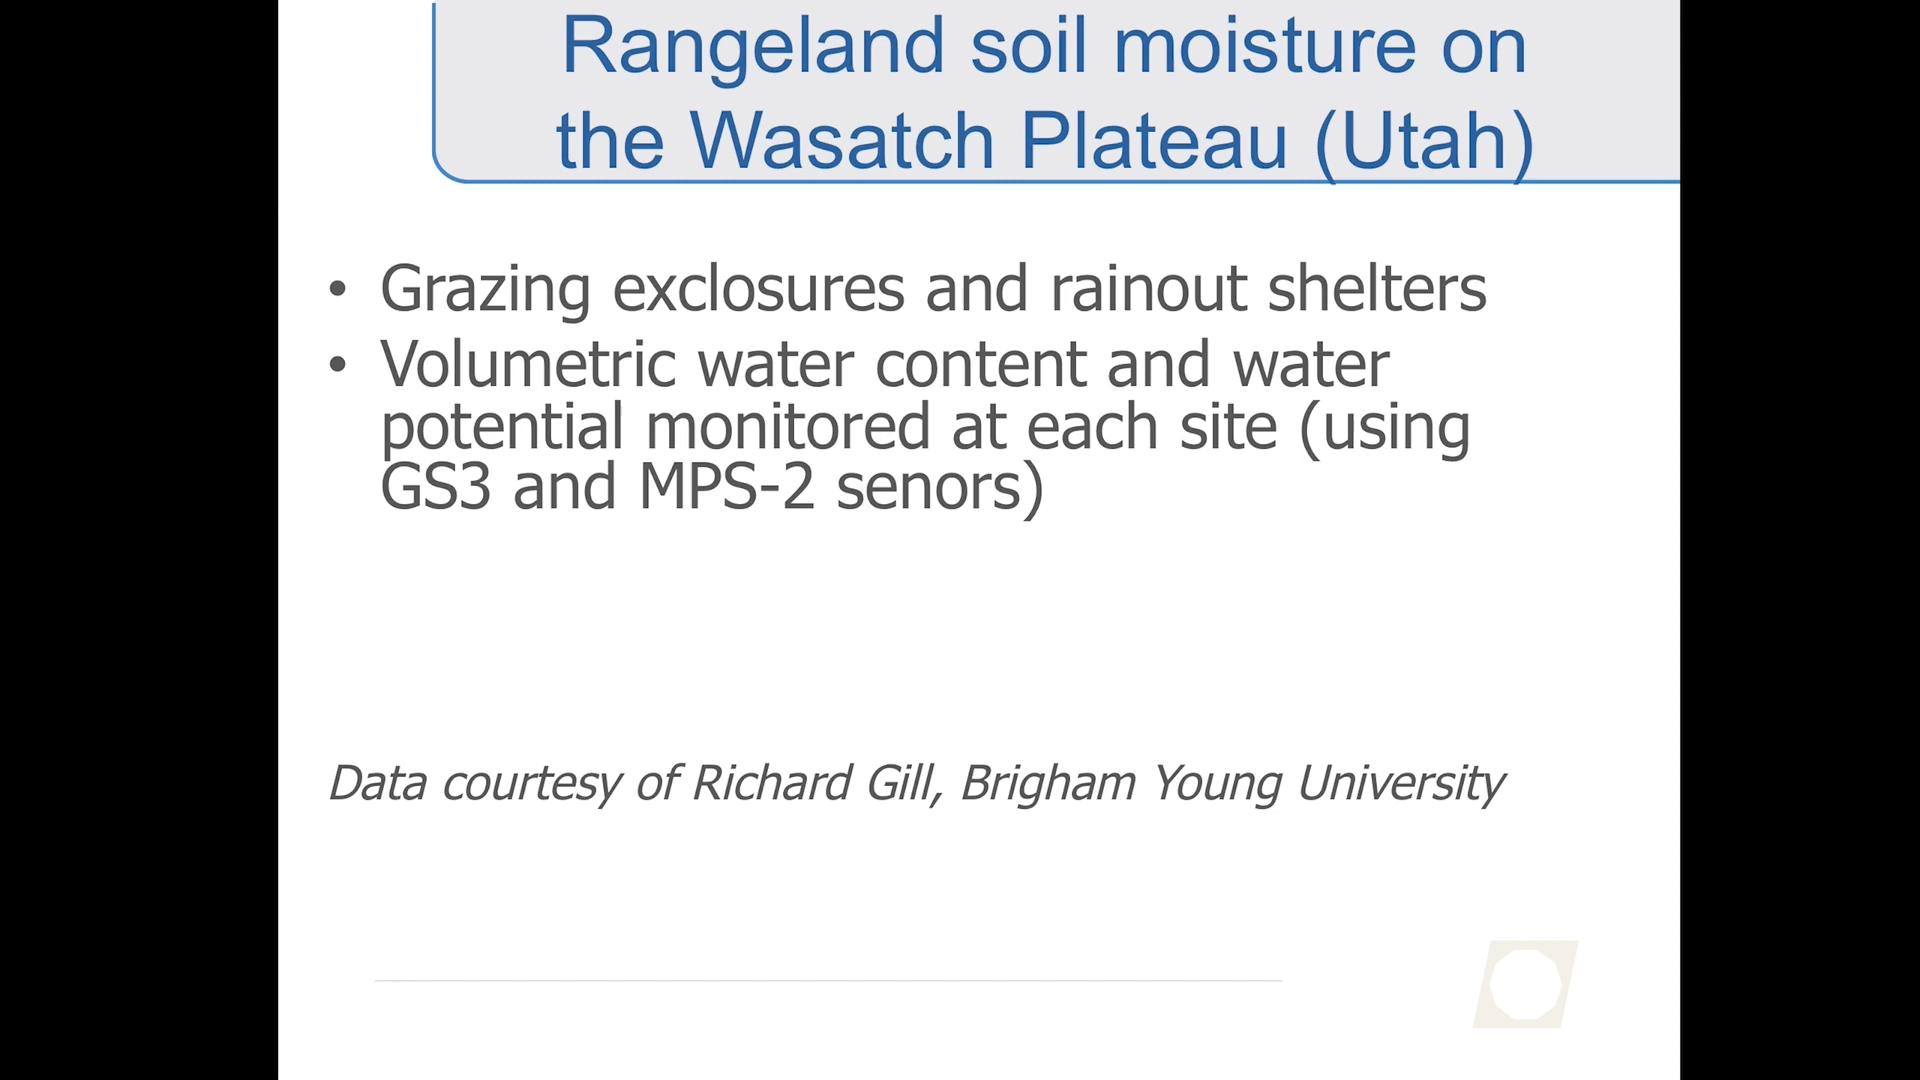 Rangeland soil moisture on
the Wasatch Plateau (Utah)
• Grazing exclosures and rainout shelters
• Volumetric water content and water
potential monitored at each site (using
GS3 and MPS-2 senors)
Data courtesy of Richard Gill, Brigham Young University